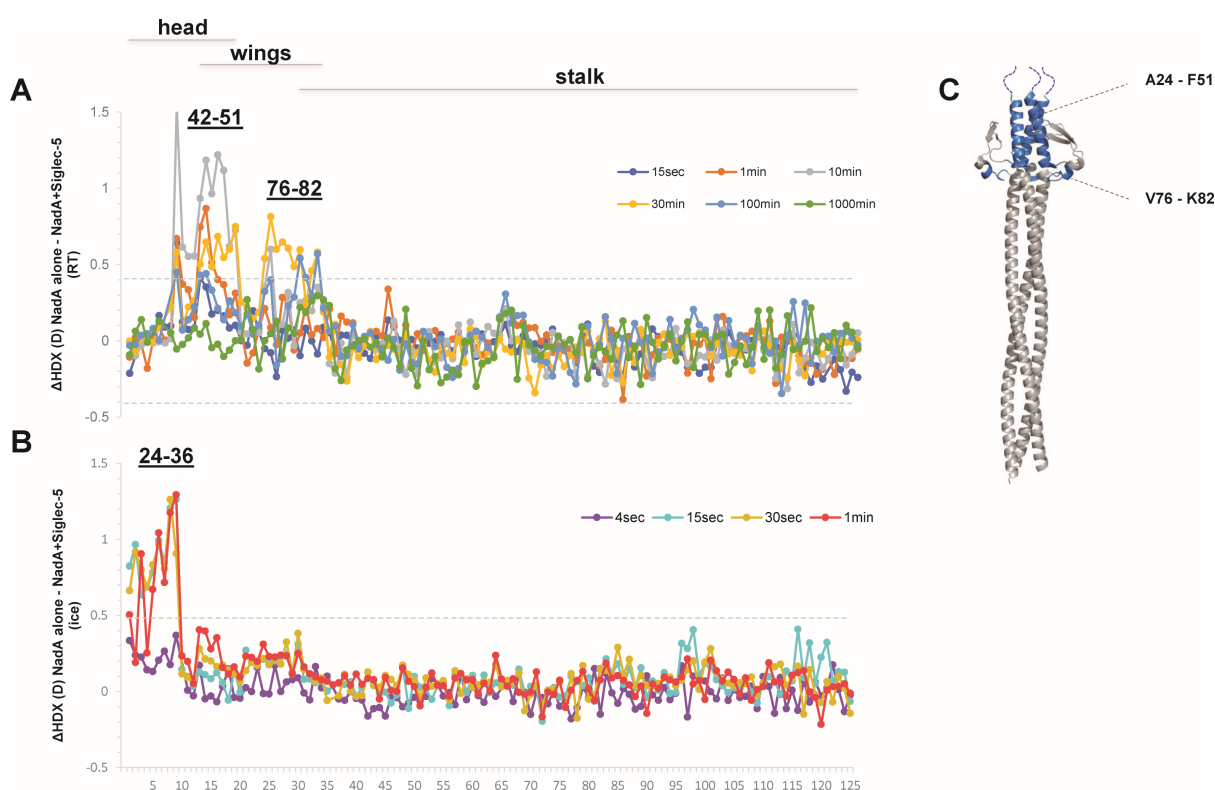 head
wings
stalk
A
42-51
76-82
ΔHDX (D) NadA alone - NadA+Siglec-5
(RT)
1.5
1
0.5
0
-0.5
15sec 1min 10min
30min 100min 1000min
B
24-36
ΔHDX (D) NadA alone - NadA+Siglec-5
(ice)
1.5
1
0.5
0
-0.5
4sec 15sec 30sec 1min
5 10 15 20 25 30 35 40 45 50 55 60 65 70 75 80 85 90 95 100 105 110 115 120 125
C
A24 - F51
V76 - K82